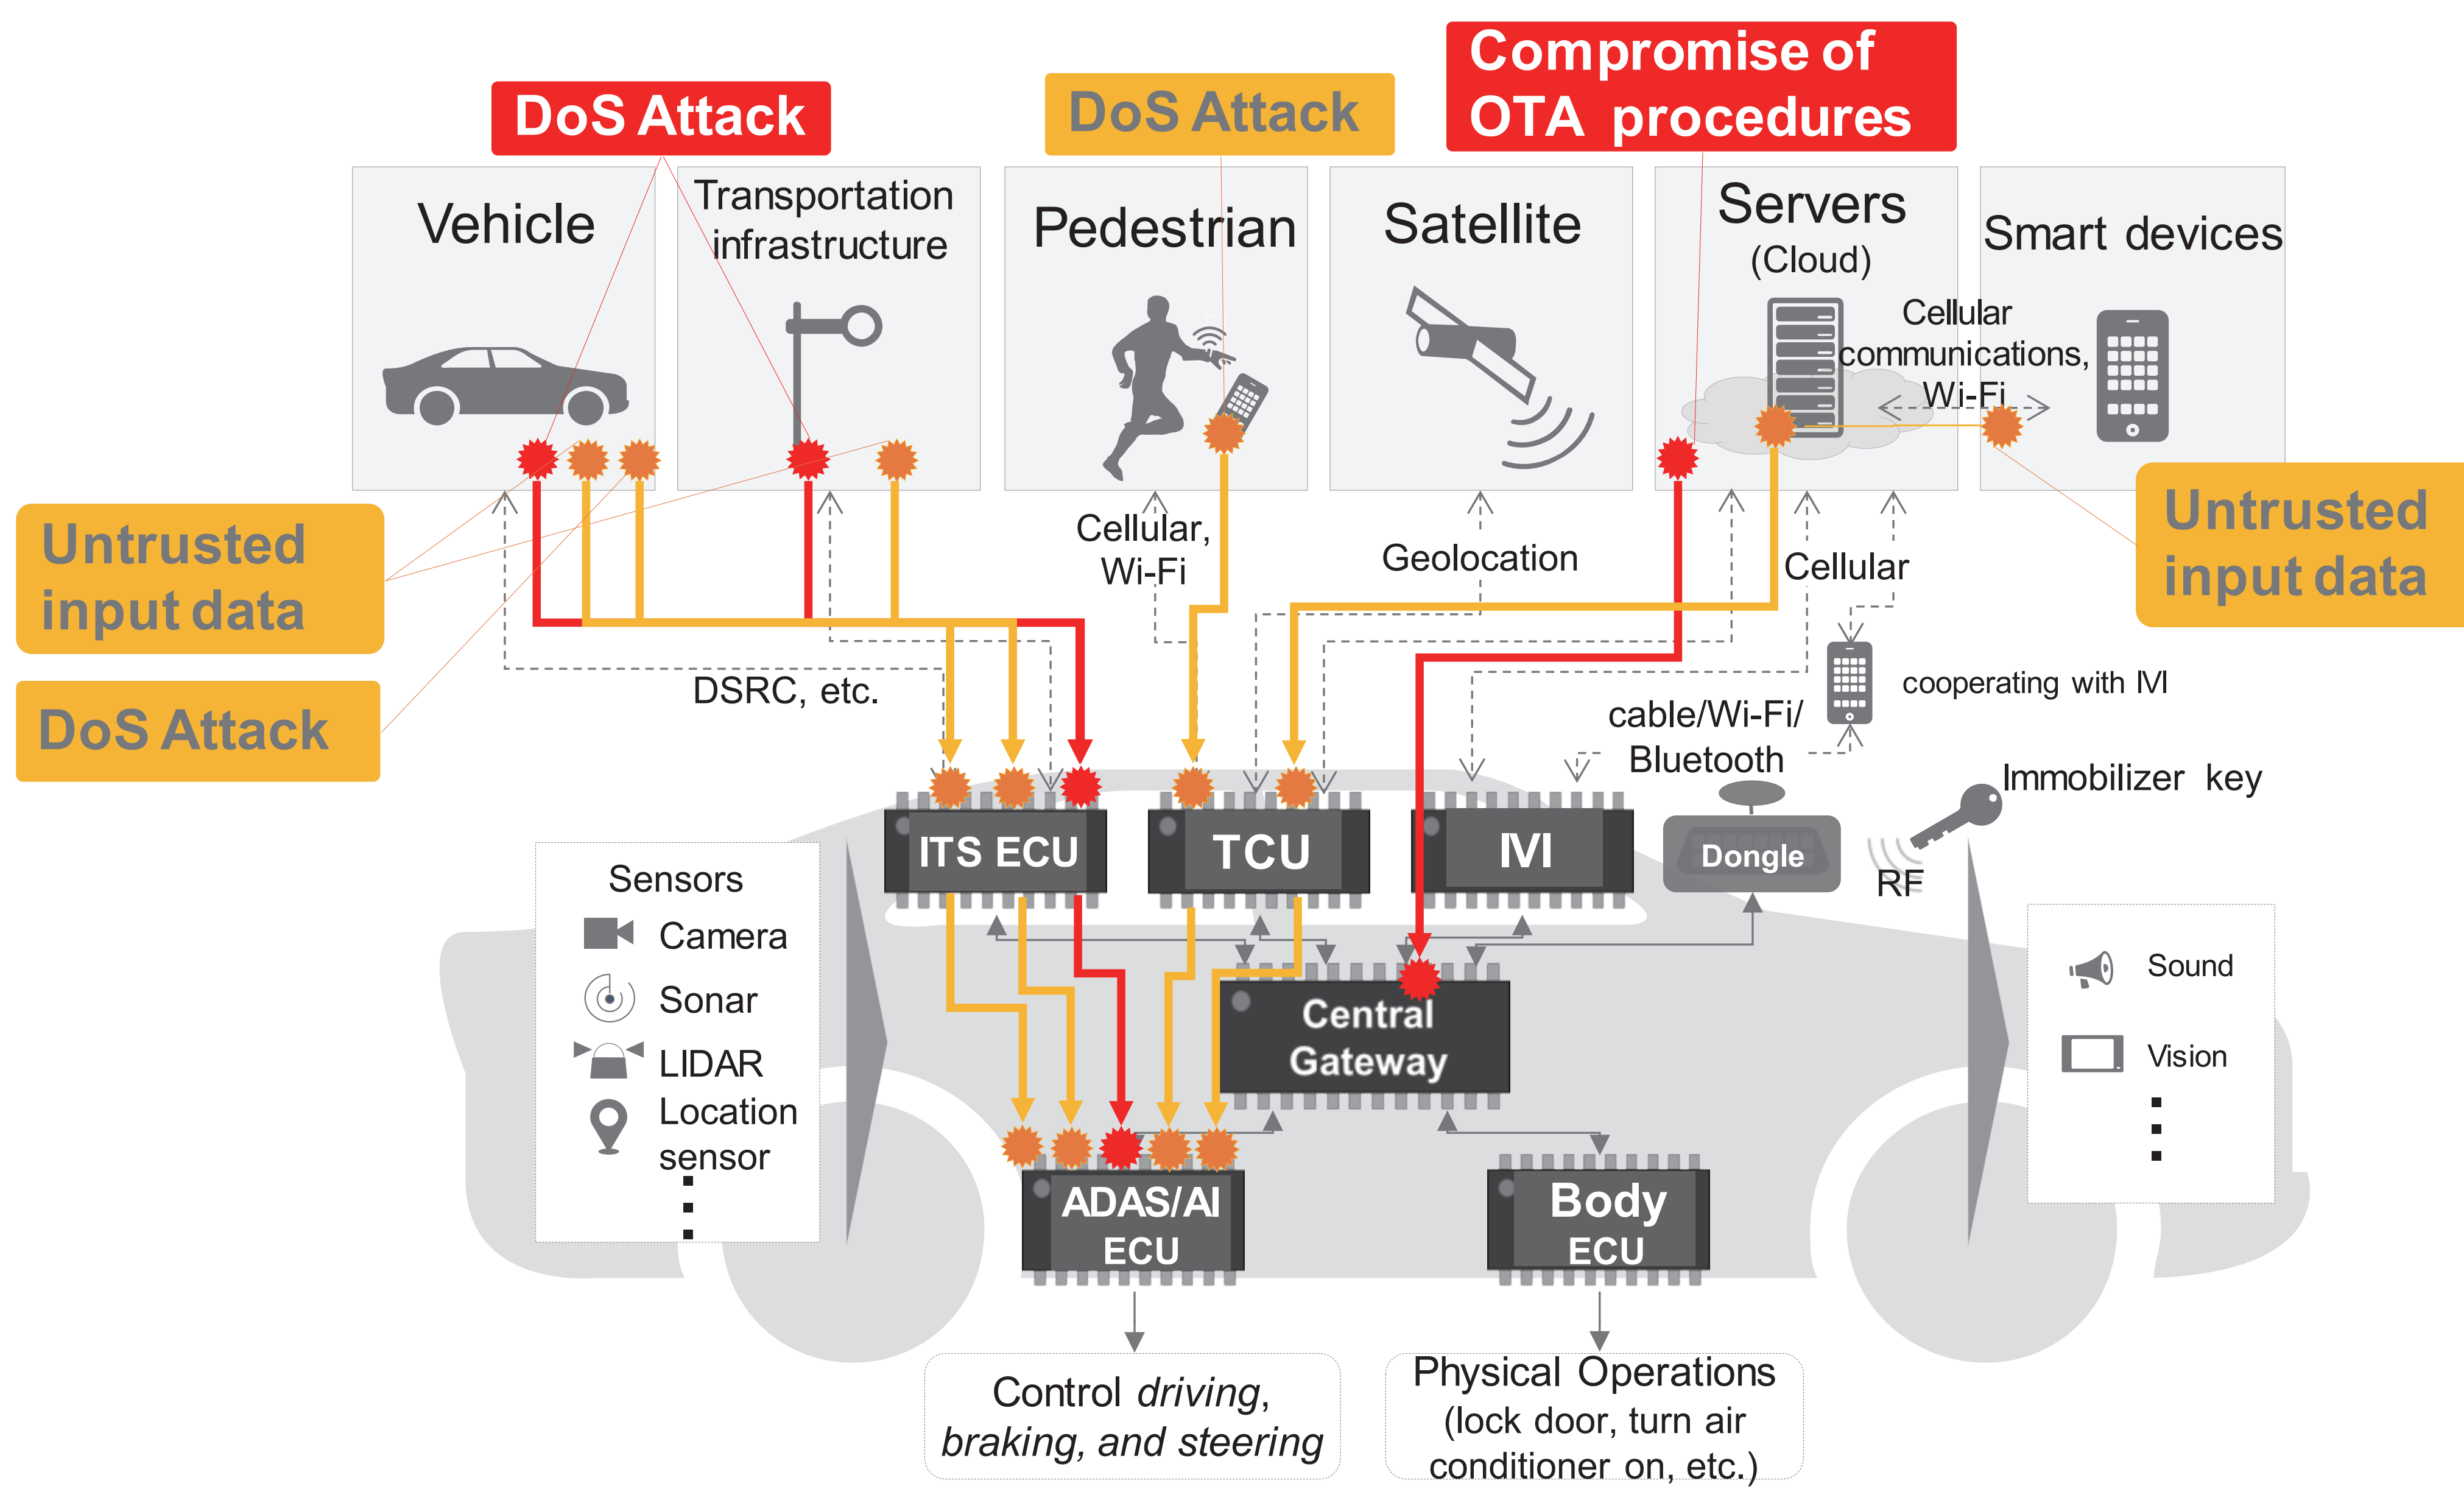 Compromise of
OTA procedures
DoS Attack
DoS Attack
Vehicle
Transportation
infrastructure
Pedestrian
Satellite
Servers
(Cloud)
Smart devices
Cellular
communications,
Wi-Fi
Untrusted
input data
Untrusted
input data
Cellular,
Wi-Fi
Geolocation
Cellular
DoS Attack
DSRC, etc.
cooperating with IVI
cable/Wi-Fi/
Bluetooth
Immobilizer key
ITS ECU
TCU
IVI
Dongle
RF
Sensors
Camera
Sonar
LIDAR
Location
sensor
Sound
Vision
Central
Gateway
ADAS/AI
ECU
Body
ECU
Control driving,
braking, and steering
Physical Operations
(lock door, turn air
conditioner on, etc.)